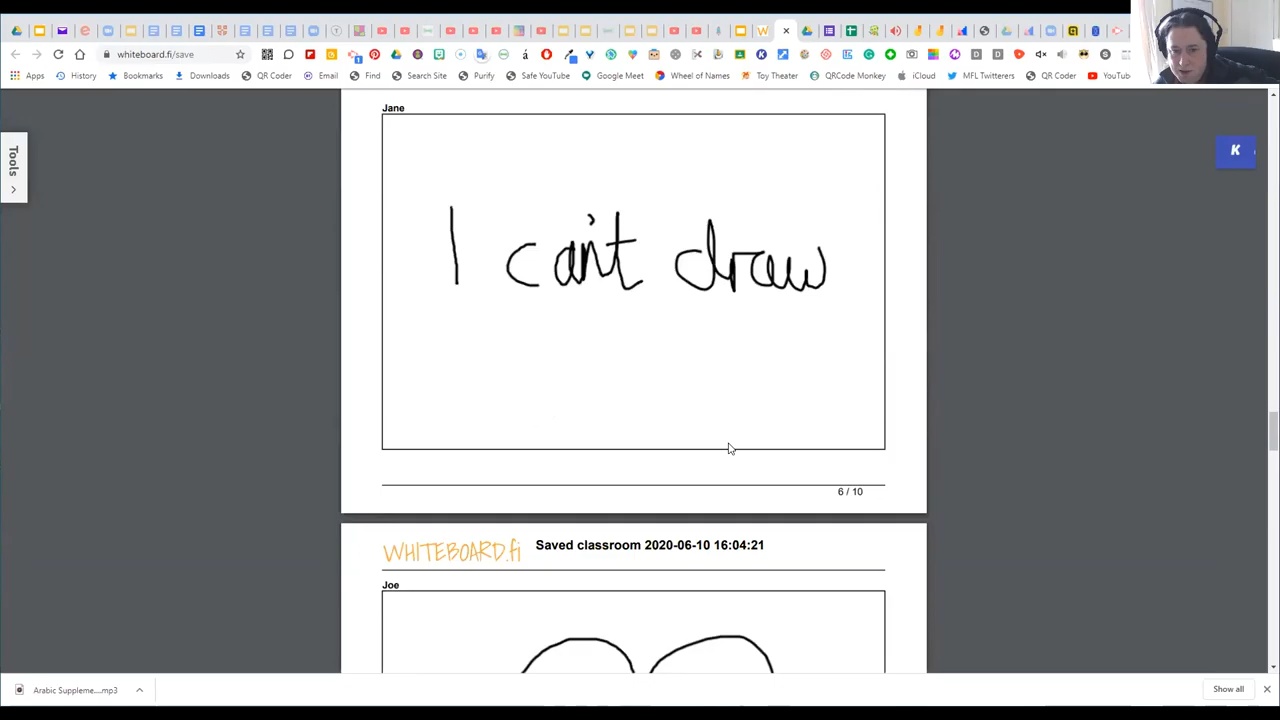 whiteboard.fi/save
Apps
History
Bookmarks
Downloads
QR Coder
Email
Find
Search Site
Purify
Safe YouTube
Google Meet
Wheel of Names
Toy Theater
QRCode Monkey
iCloud
MFL Twitterers
QR Coder
YouTub
Tools
K
Jane
I can't draw
6 / 10
WHITEBOARD.fi Saved classroom 2020-06-10 16:04:21
Joe
Arabic Suppleme....mp3
Show all